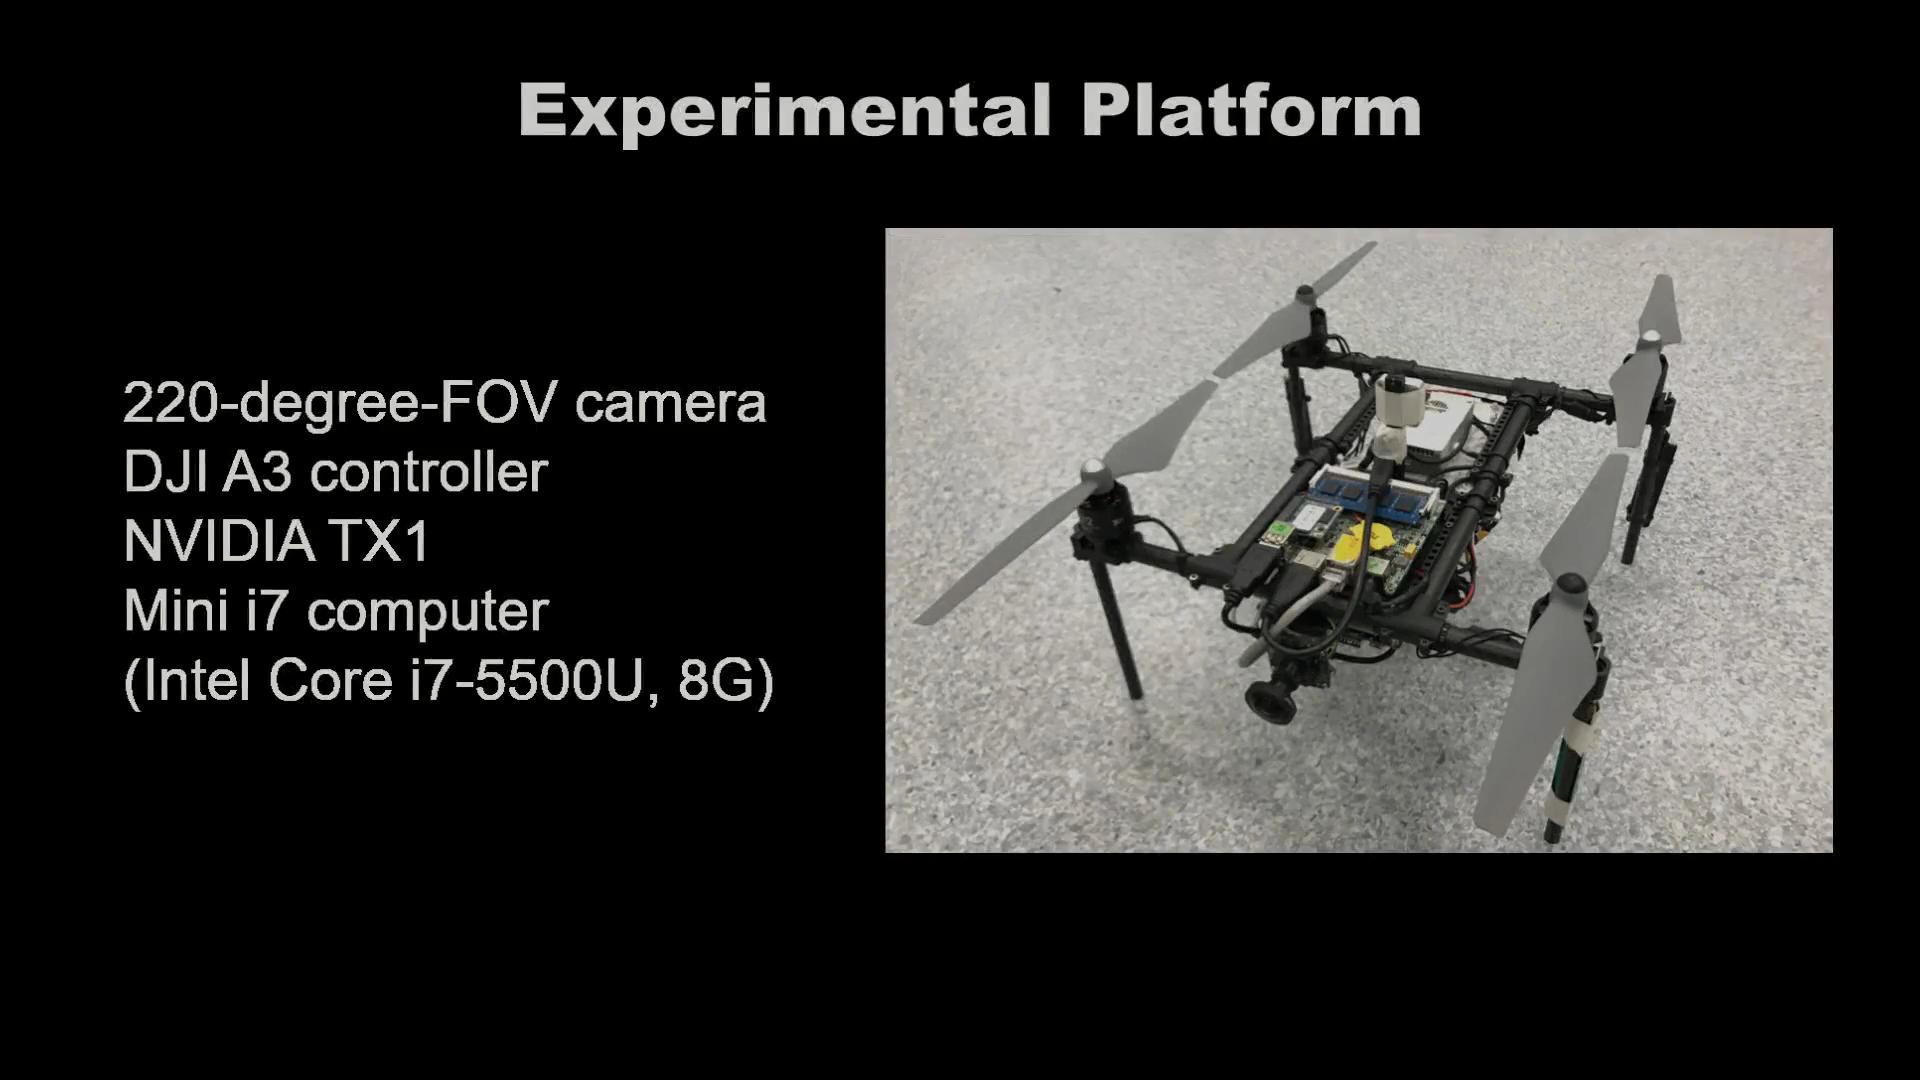 Experimental Platform
220-degree-FOV camera
DJI A3 controller
NVIDIA TX1
Mini i7 computer
(Intel Core i7-5500U, 8G)